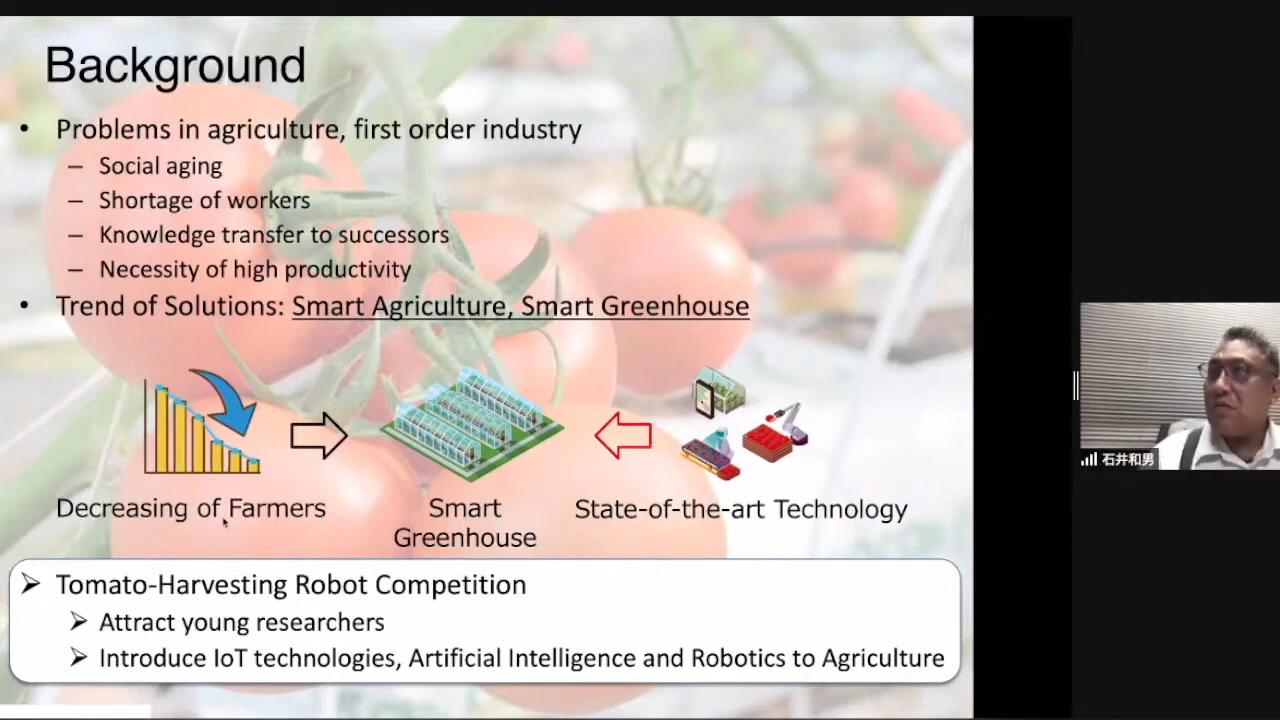 Background
• Problems in agriculture, first order industry
– Social aging
– Shortage of workers
– Knowledge transfer to successors
– Necessity of high productivity
• Trend of Solutions: Smart Agriculture, Smart Greenhouse
Decreasing of Farmers
Smart
Greenhouse
State-of-the-art Technology
➢ Tomato-Harvesting Robot Competition
➢ Attract young researchers
➢ Introduce IoT technologies, Artificial Intelligence and Robotics to Agriculture
石井和男